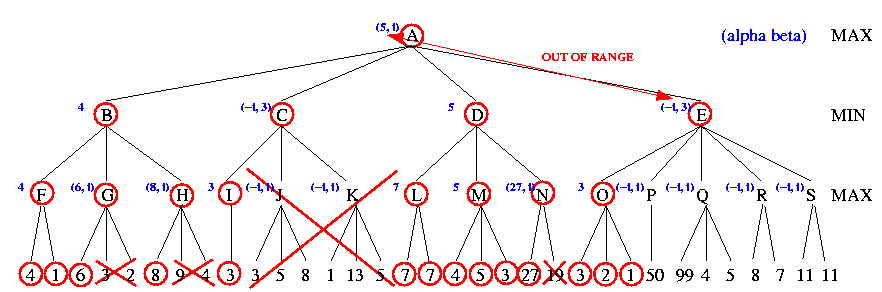 (5, 1) A (alpha beta) MAX
OUT OF RANGE
4 B (–1, 3) C 5 D (–1, 3) E MIN
4 F (6, 1) G (8, 1) H 3 I (–1, 1) J (–1, 1) K 7 L 5 M (27, 1) N 3 O (–1, 1) P (–1, 1) Q (–1, 1) R (–1, 1) S MAX
4 1 6 3 2 8 9 4 3 3 5 8 1 13 5 7 7 4 5 3 27 19 3 2 1 50 99 4 5 8 7 11 11